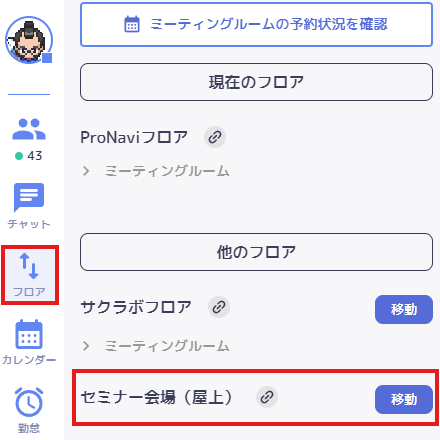 ミーティングルームの予約状況を確認
現在のフロア
ProNaviフロア
ミーティングルーム
他のフロア
サクラボフロア
移動
ミーティングルーム
セミナー会場（屋上）
移動
43
チャット
フロア
カレンダー
勤怠